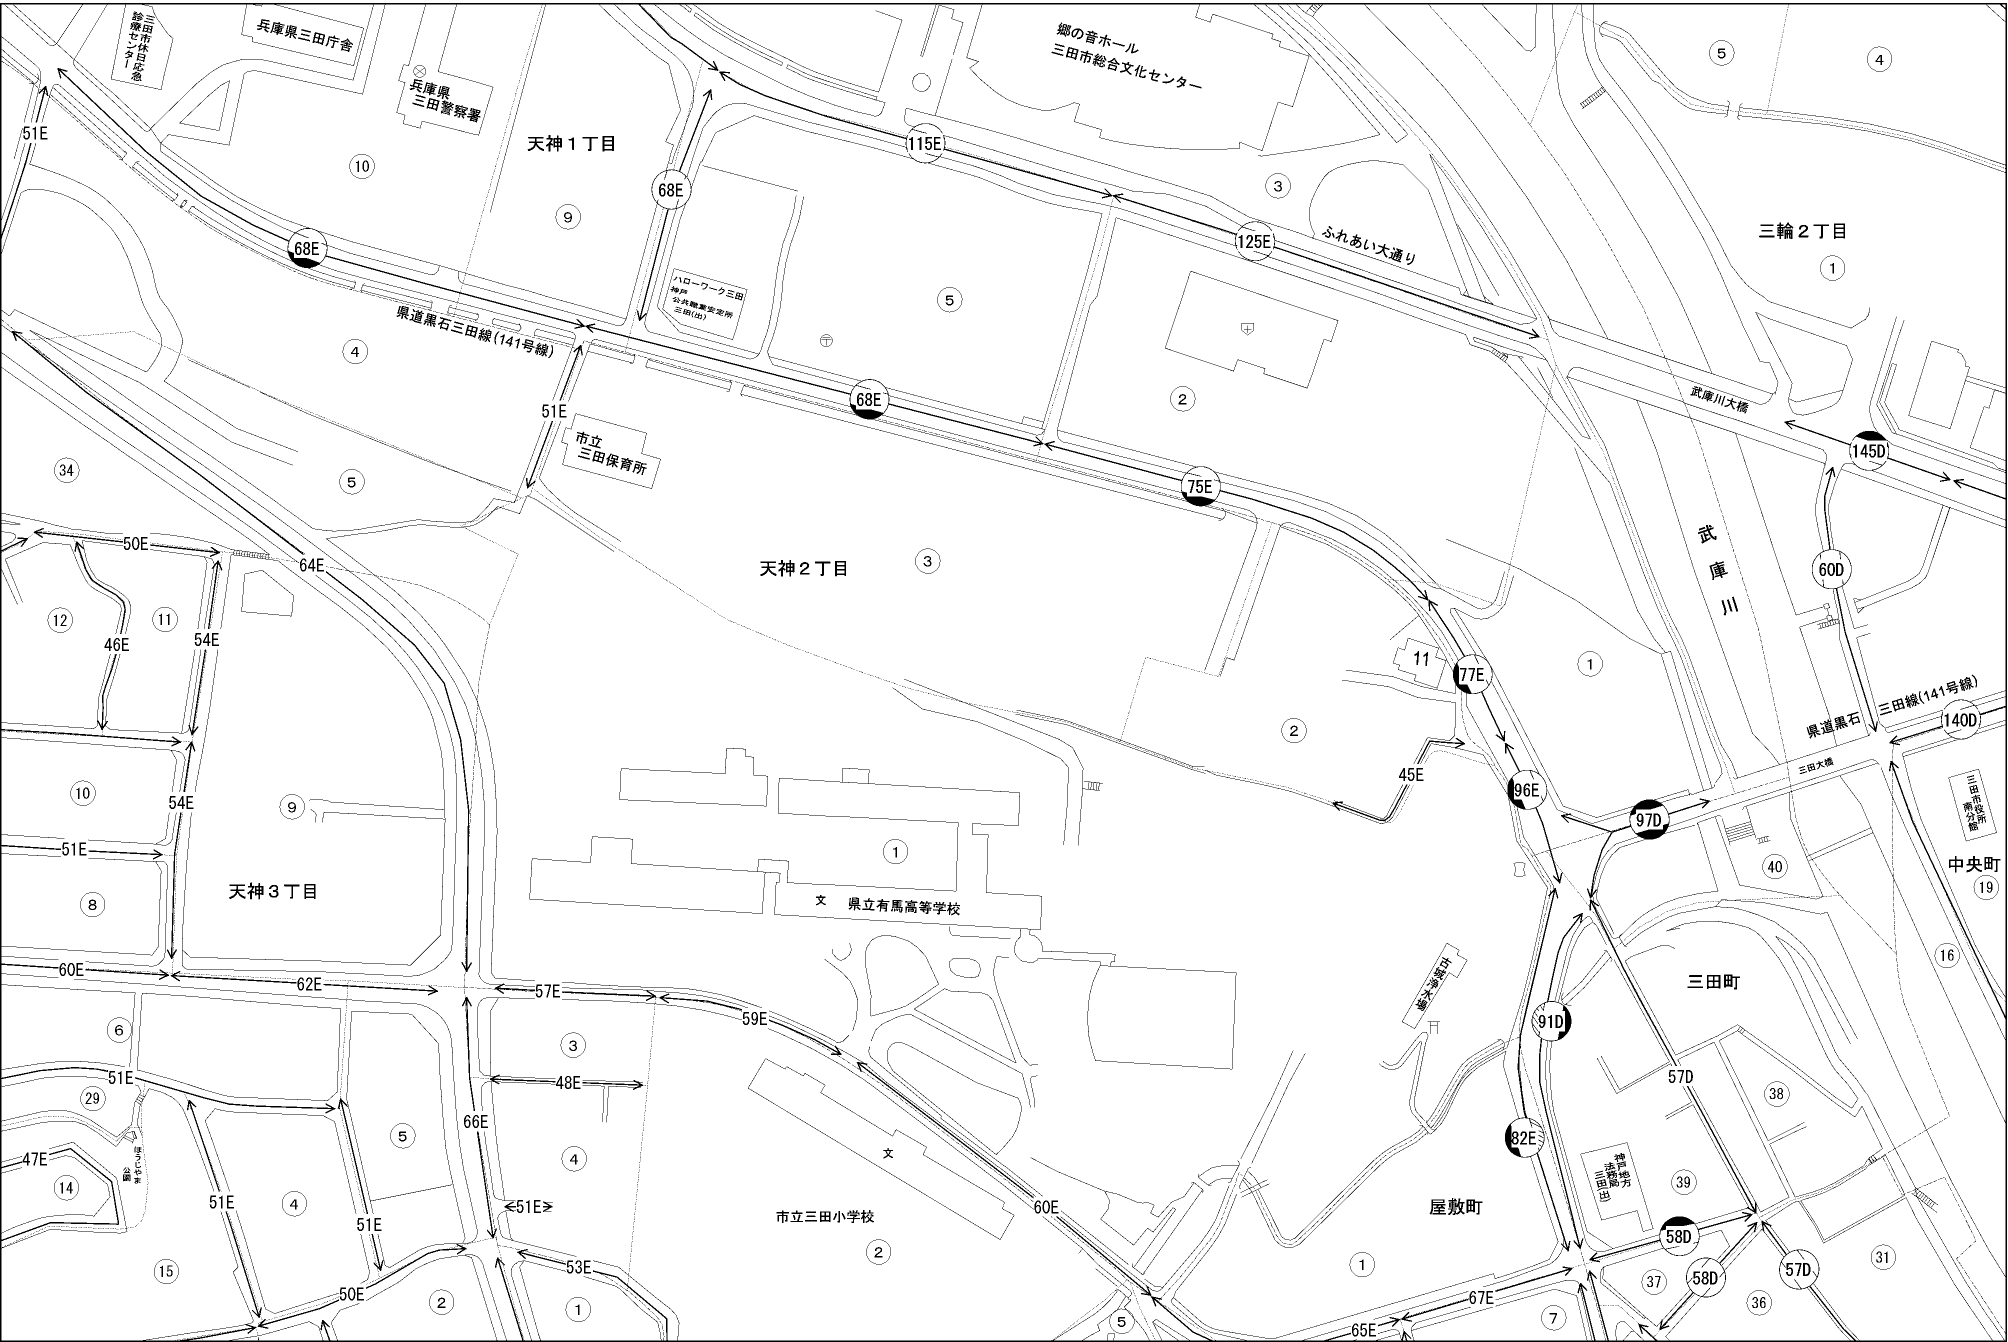 三田市休日応急
診療センター
兵庫県三田庁舎
兵庫県
三田警察署
郷の音ホール
三田市総合文化センター
5
4
51E
天神1丁目
10
9
68E
115E
3
125E
ふれあい大通り
三輪2丁目
1
68E
県道黒石三田線(141号線)
ハローワーク三田
神戸
公共職業安定所
三田(出)
5
4
51E
68E
2
武庫川大橋
145D
市立
三田保育所
34
5
75E
武
庫
川
50E
64E
天神2丁目
3
60D
12
11
54E
46E
11
77E
1
2
県道黒石
三田線(141号線)
140D
三田大橋
三田市役所
南分館
45E
96E
97D
10
54E
9
51E
1
40
中央町
19
8
天神3丁目
文
県立有馬高等学校
16
60E
62E
57E
59E
古城浄水場
三田町
91D
6
3
51E
48E
57D
29
38
66E
5
82E
47E
ほうじやま
公園
14
4
文
神戸地方
法務局
三田(出)
39
51E
4
51E
51E
60E
屋敷町
市立三田小学校
2
58D
15
53E
1
37
58D
57D
31
50E
2
1
67E
36
5
65E
7